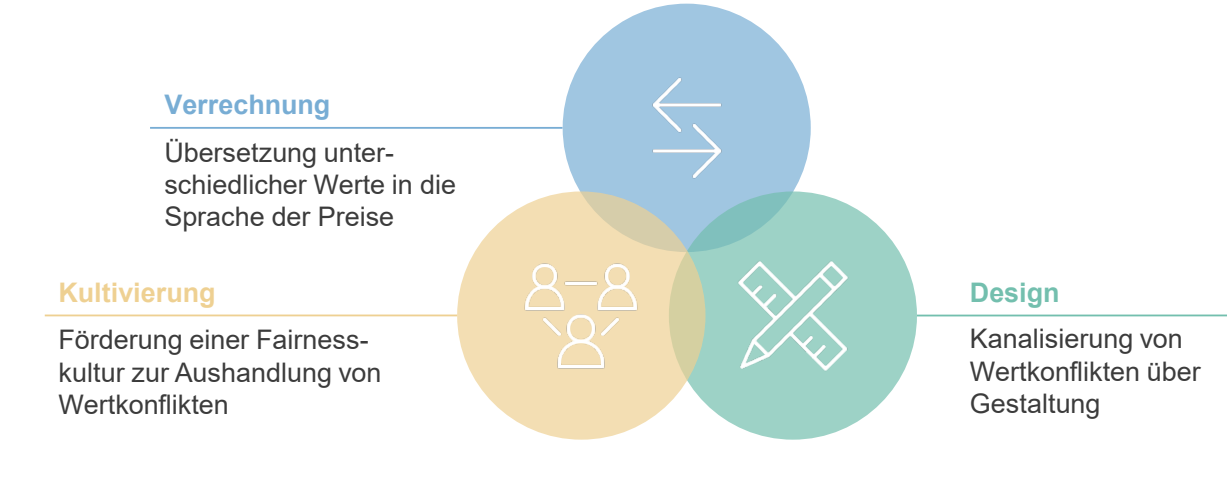 Verrechnung
Übersetzung unter-
schiedlicher Werte in die
Sprache der Preise
Kultivierung
Förderung einer Fairness-
kultur zur Aushandlung von
Wertkonflikten
Design
Kanalisierung von
Wertkonflikten über
Gestaltung